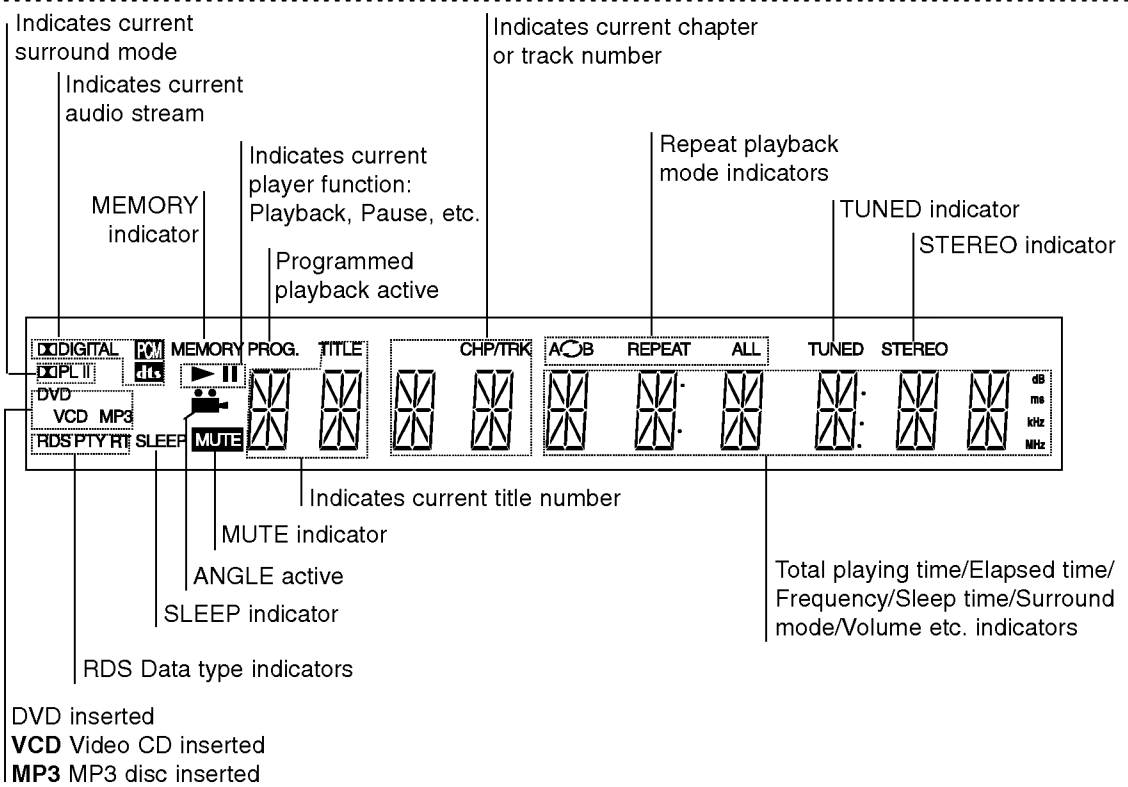 Indicates current
surround mode
Indicates current
audio stream
MEMORY
indicator
Indicates current
player function:
Playback, Pause, etc.
Programmed
playback active
Indicates current chapter
or track number
Repeat playback
mode indicators
TUNED indicator
STEREO indicator
DIGITAL PCM MEMORY PROG. TITLE CHP/TRK A B REPEAT ALL TUNED STEREO
PL II dts
DVD
VCD MP3
RDS PTY RT SLEEP MUTE
dB
ms
kHz
MHz
Indicates current title number
MUTE indicator
ANGLE active
SLEEP indicator
RDS Data type indicators
Total playing time/Elapsed time/
Frequency/Sleep time/Surround
mode/Volume etc. indicators
DVD inserted
VCD Video CD inserted
MP3 MP3 disc inserted